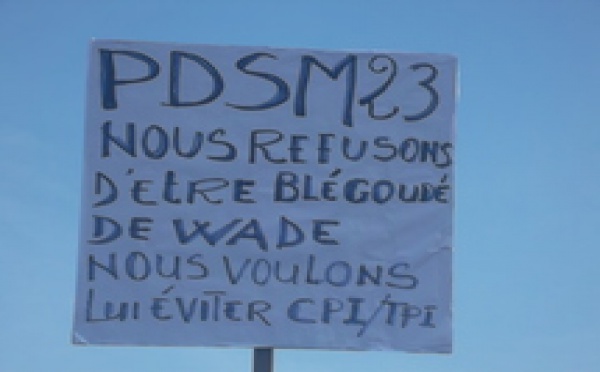 PDSM23
NOUS REFUSONS
D'ETRE BLÉGOUDÉ
DE WADE
NOUS VOULONS
LUI ÉVITER CPI/TPI